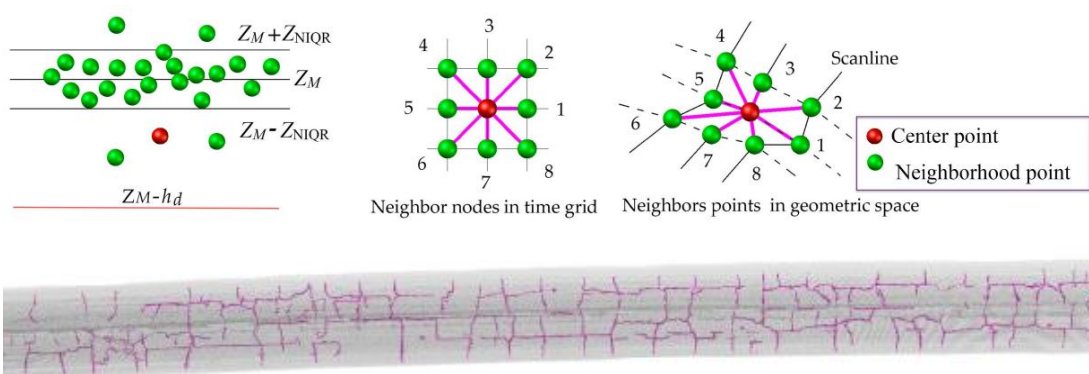 Z_M+Z_NIQR
Z_M
Z_M-Z_NIQR
Z_M-h_d
3
4
2
5
1
6
8
7
Neighbor nodes in time grid
4
3
Scanline
5
2
6
1
7
8
Neighbors points in geometric space
Center point
Neighborhood point